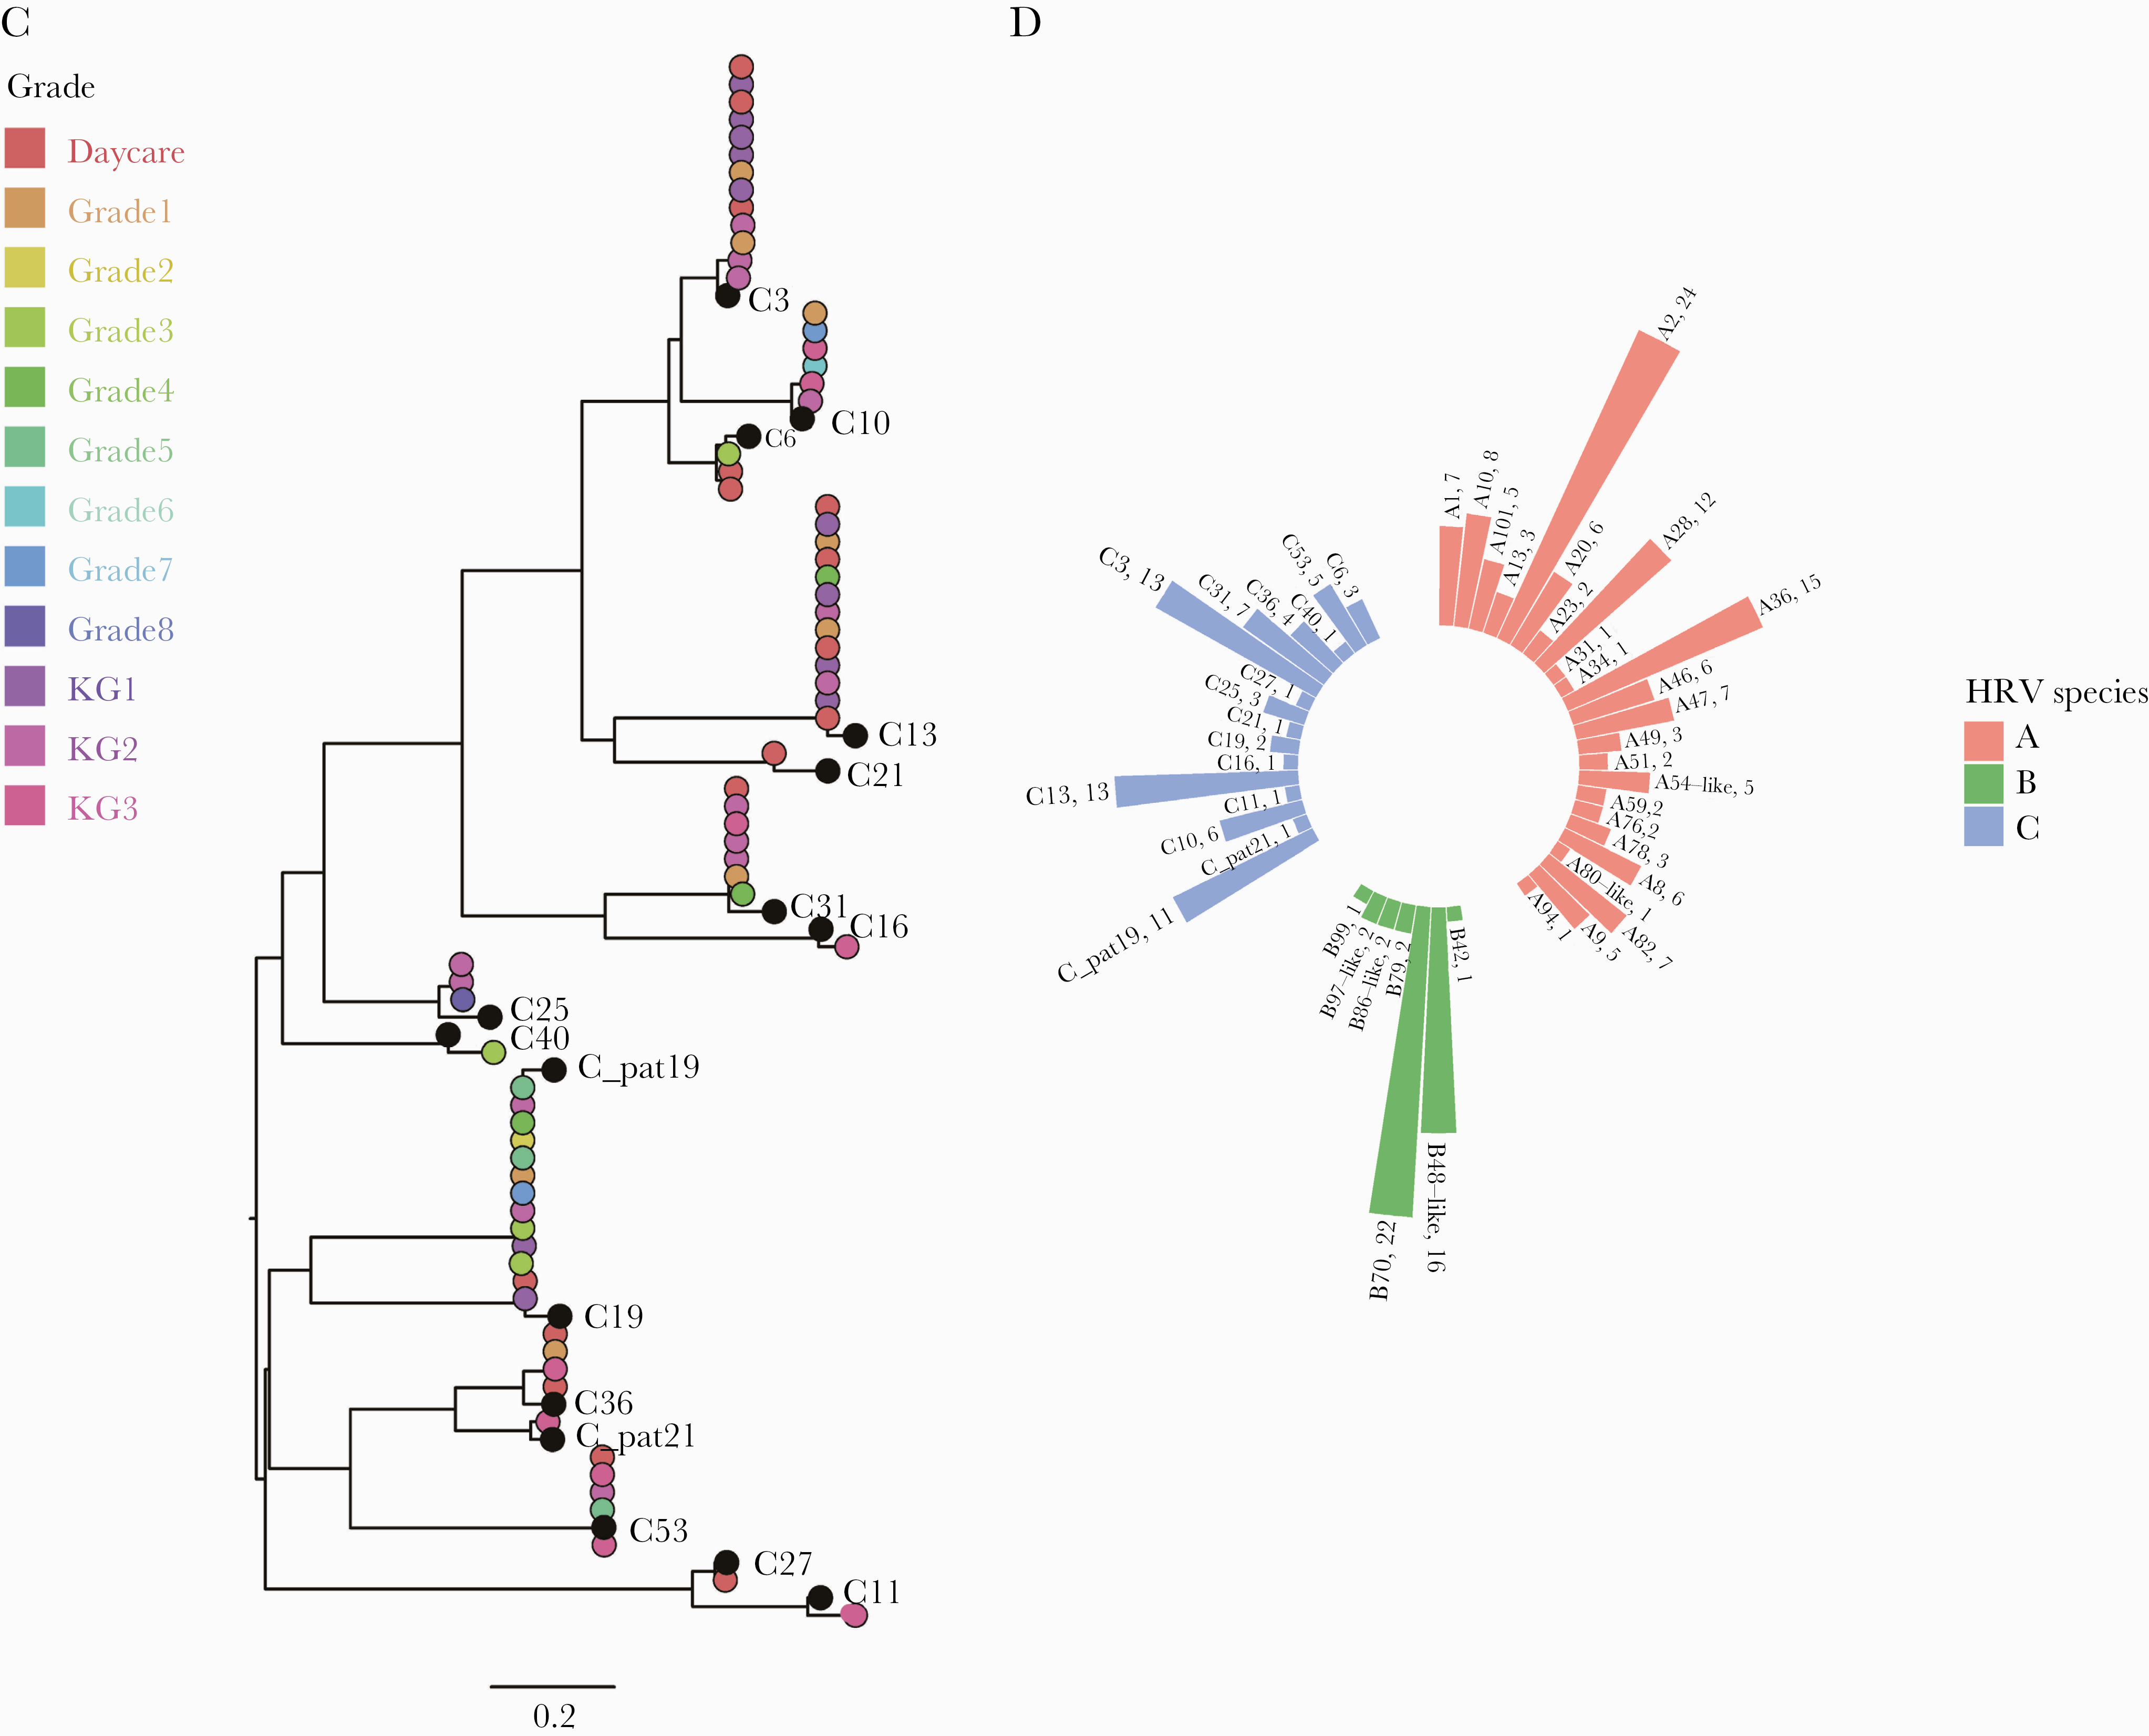 C
Grade
Daycare
Grade1
Grade2
Grade3
Grade4
Grade5
Grade6
Grade7
Grade8
KG1
KG2
KG3
C3
C10
C6
C13
C21
C31
C16
C25
C40
C_pat19
C19
C36
C_pat21
C53
C27
C11
0.2
D
A1, 7
A10, 8
A101, 5
A13, 3
A2, 24
A20, 6
A23, 2
A28, 12
A31, 1
A34, 1
A36, 15
A46, 6
A47, 7
A49, 3
A51, 2
A54–like, 5
A59,2
A76,2
A78, 3
A8, 6
A80–like, 1
A82, 7
A9, 5
A94, 1
B42, 1
B48–like, 16
B70, 22
B79, 2
B86–like, 2
B97–like, 2
B99, 1
C_pat19, 11
C_pat21, 1
C10, 6
C11, 1
C13, 13
C16, 1
C19, 2
C21, 1
C25, 3
C27, 1
C3, 13
C31, 7
C36, 4
C40, 1
C53, 5
C6, 3
HRV species
A
B
C